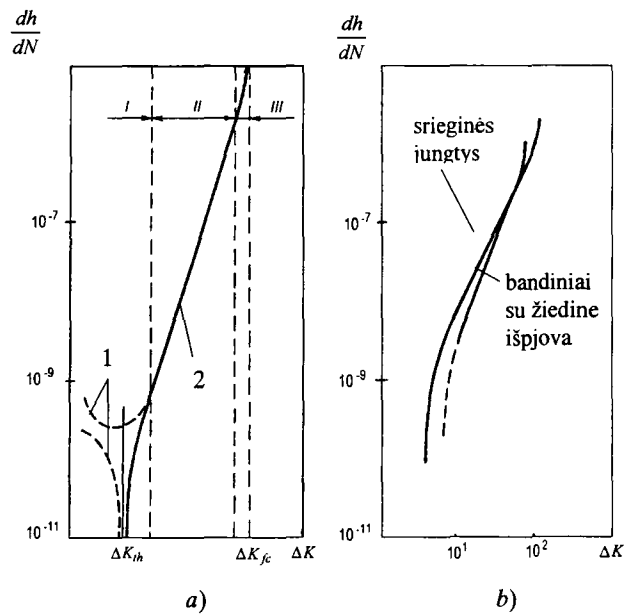 dh
dN
I
II
III
10⁻⁷
10⁻⁹
10⁻¹¹
1
2
ΔK_th
ΔK_fc
ΔK
a)
dh
dN
srieginės
jungtys
bandiniai
su žiedine
išpjova
10⁻⁷
10⁻⁹
10⁻¹¹
10¹
10²
ΔK
b)